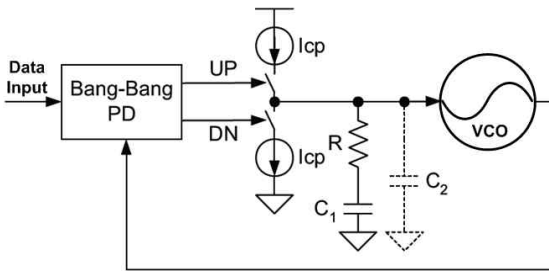 Icp
Data
Input
Bang-Bang
PD
UP
DN
Icp
R
C1
C2
VCO